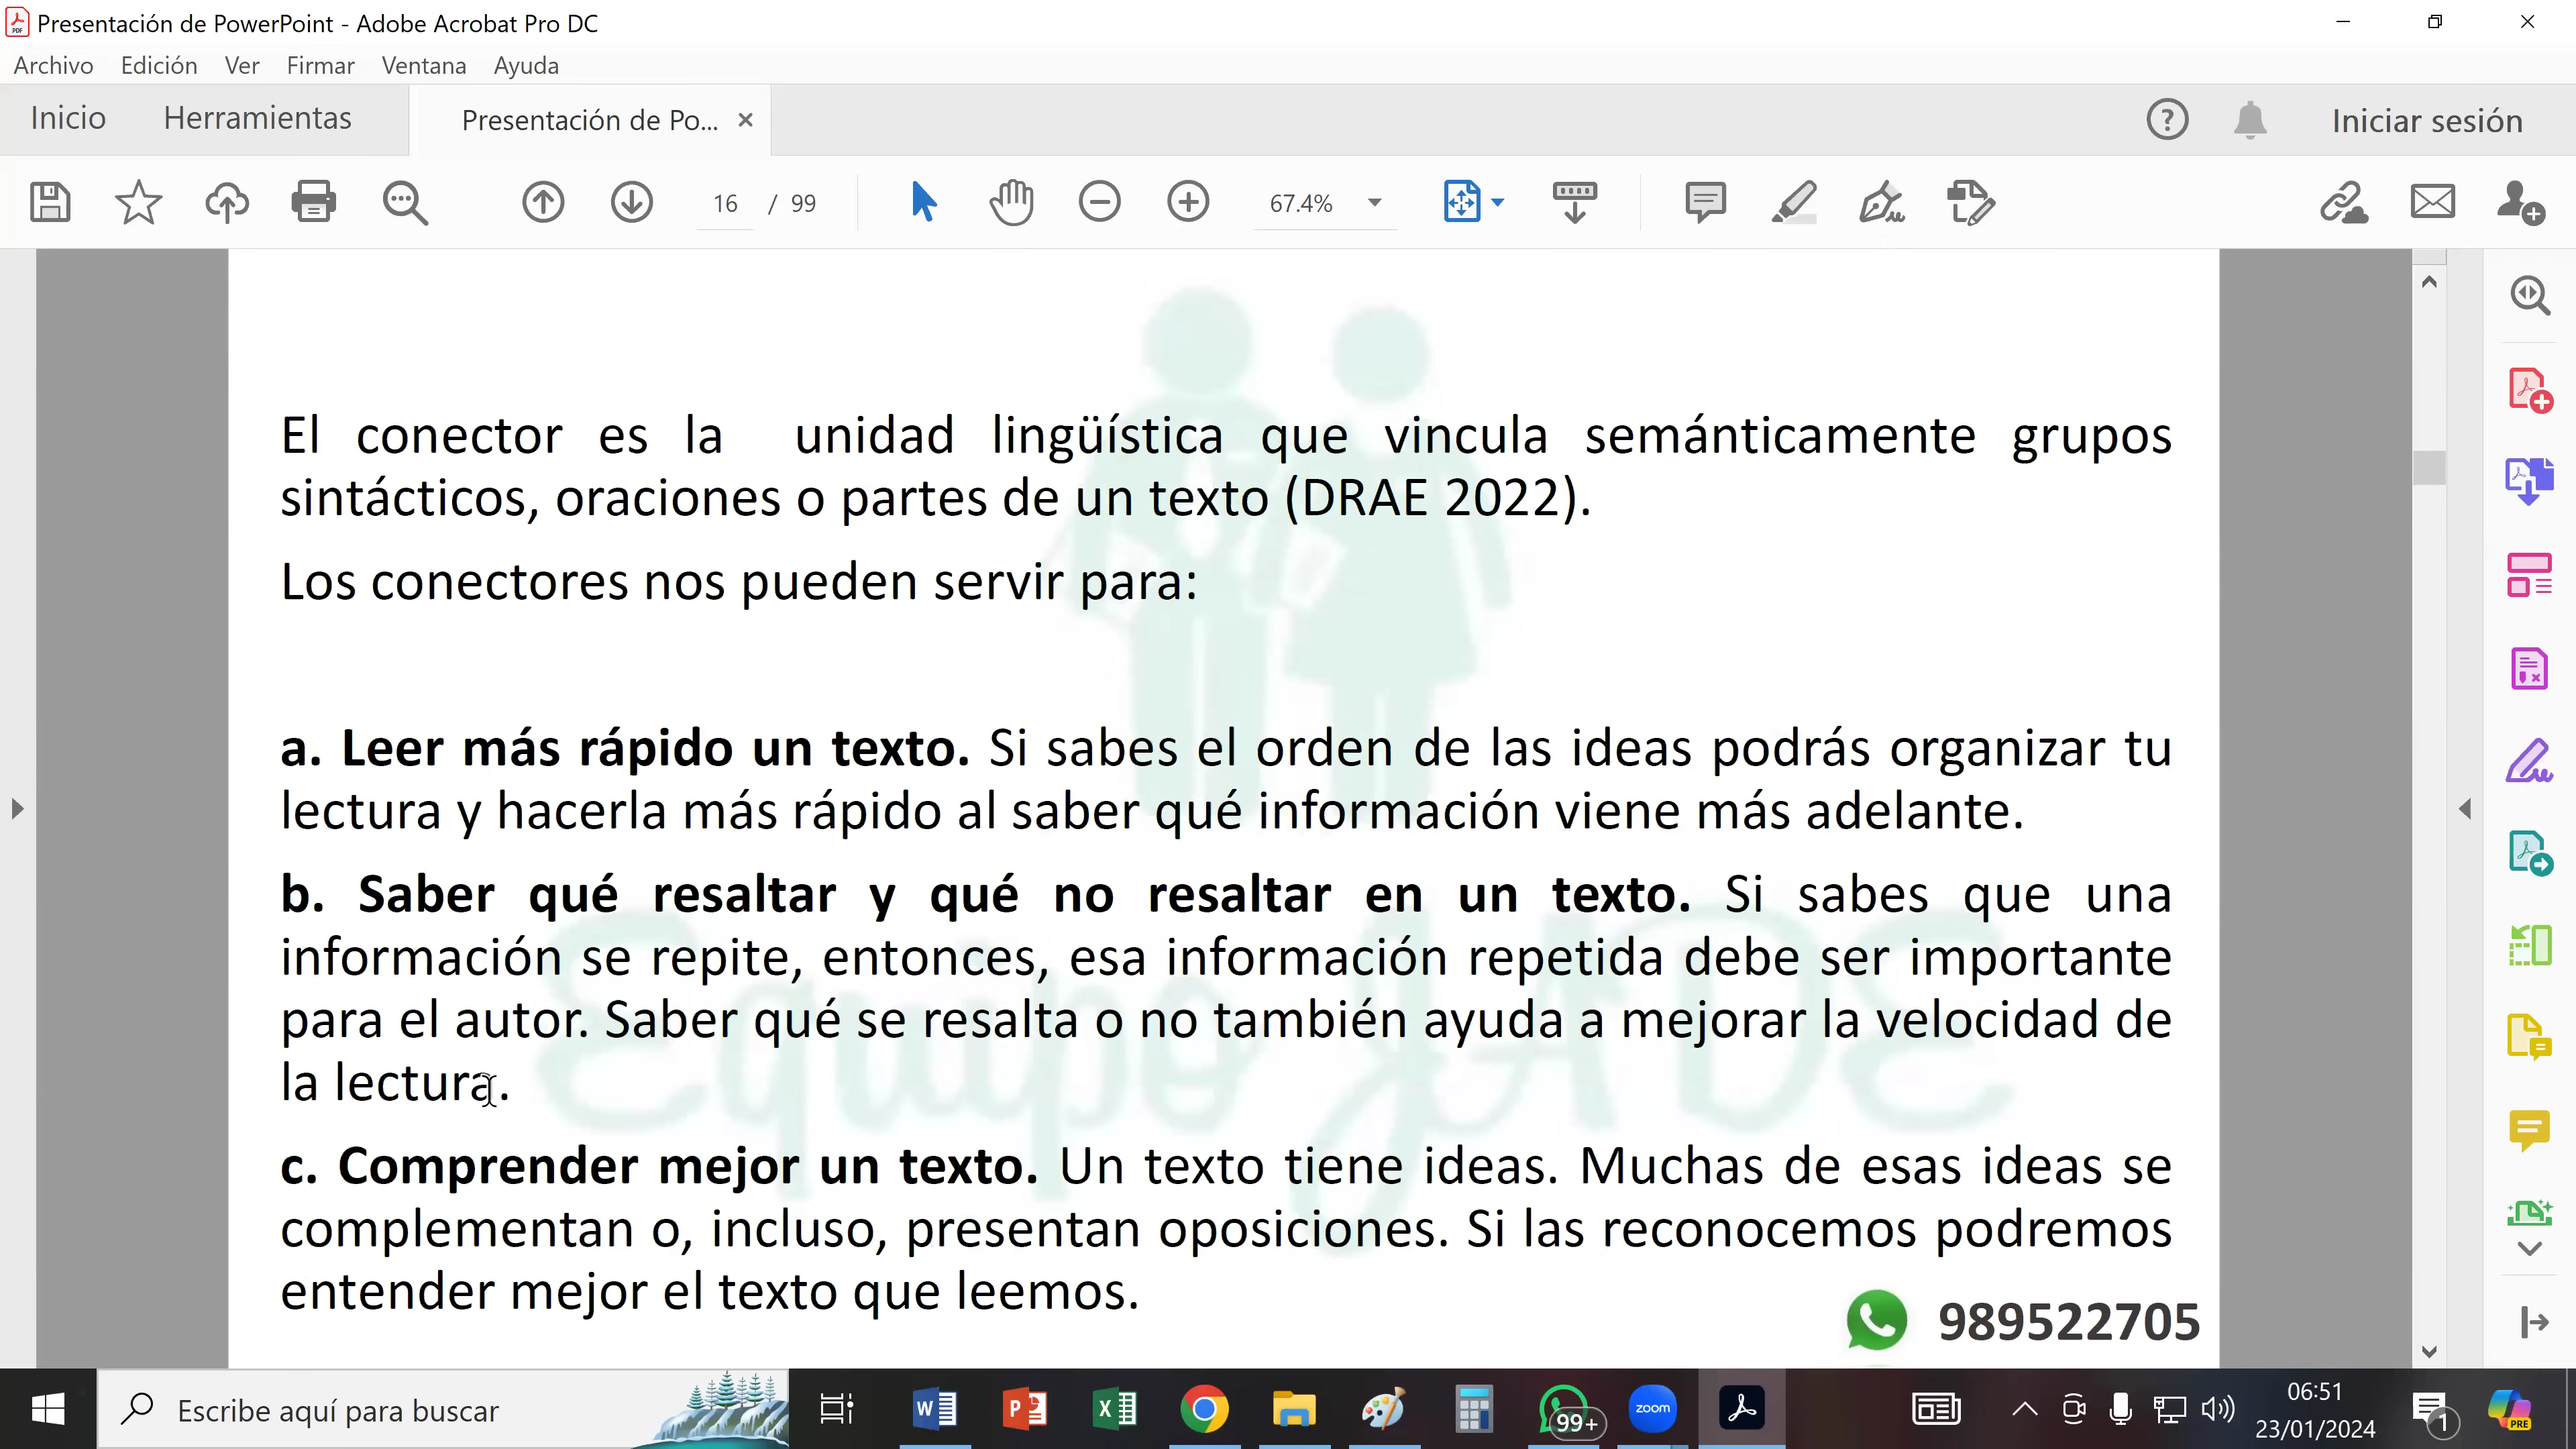 Presentación de PowerPoint - Adobe Acrobat Pro DC
Archivo Edición Ver Firmar Ventana Ayuda
Inicio Herramientas Presentación de Po... Iniciar sesión
16 / 99 67.4%
El conector es la unidad lingüística que vincula semánticamente grupos
sintácticos, oraciones o partes de un texto (DRAE 2022).
Los conectores nos pueden servir para:
a. Leer más rápido un texto. Si sabes el orden de las ideas podrás organizar tu
lectura y hacerla más rápido al saber qué información viene más adelante.
b. Saber qué resaltar y qué no resaltar en un texto. Si sabes que una
información se repite, entonces, esa información repetida debe ser importante
para el autor. Saber qué se resalta o no también ayuda a mejorar la velocidad de
la lectura.
c. Comprender mejor un texto. Un texto tiene ideas. Muchas de esas ideas se
complementan o, incluso, presentan oposiciones. Si las reconocemos podremos
entender mejor el texto que leemos.
Equipo JADE
989522705
Escribe aquí para buscar
99+
zoom
06:51
23/01/2024
1
PRE